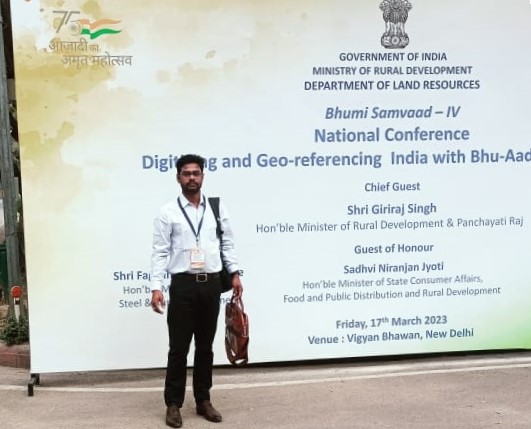 75
आज़ादी का
अमृत महोत्सव
GOVERNMENT OF INDIA
MINISTRY OF RURAL DEVELOPMENT
DEPARTMENT OF LAND RESOURCES
Bhumi Samvaad – IV
National Conference
and Geo-referencing India with Bhu-Aad
Chief Guest
Shri Giriraj Singh
Hon'ble Minister of Rural Development & Panchayati Raj
Guest of Honour
Shri
Sadhvi Niranjan Jyoti
Hon'ble Minister of State Consumer Affairs,
Steel &
Food and Public Distribution and Rural Development
Friday, 17th March 2023
Venue : Vigyan Bhawan, New Delhi